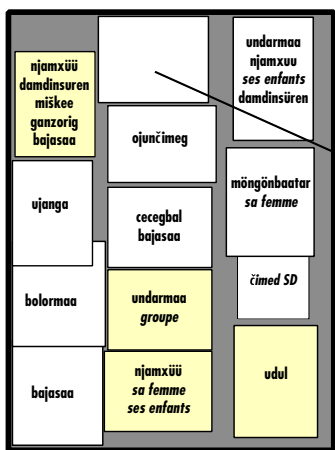 njamxüü
damdinsuren
miškee
ganzorig
bajasaa
undarmaa
njamxuu
ses enfants
damdinsüren
ojunčimeg
ujanga
möngönbaatar
sa femme
cecegbal
bajasaa
čimed SD
bolormaa
undarmaa
groupe
njamxüü
sa femme
ses enfants
udul
bajasaa